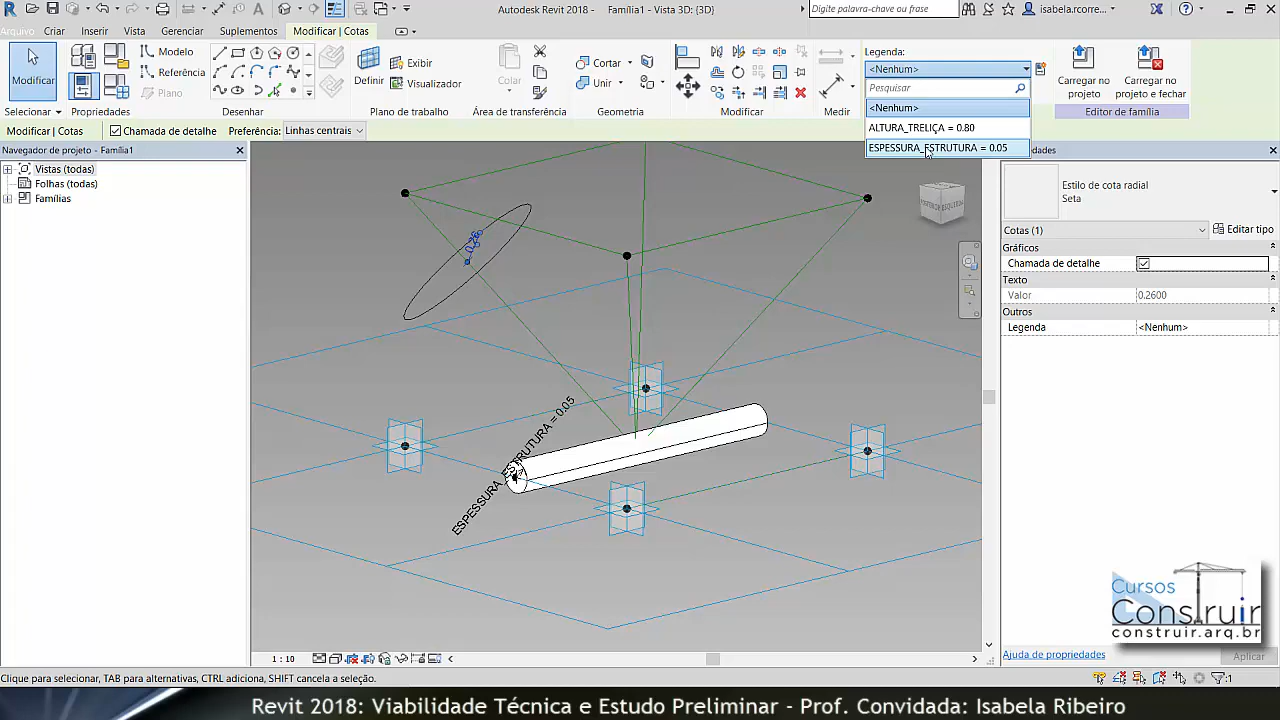 Autodesk Revit 2018 - Família1 - Vista 3D: {3D}
Digite palavra-chave ou frase
isabela.rcorre...
Arquivo Criar Inserir Vista Gerenciar Suplementos Modificar | Cotas
Modificar
Modelo
Referência
Plano
Definir
Exibir
Visualizador
Colar
Cortar
Unir
Legenda:
<Nenhum>
Pesquisar
<Nenhum>
ALTURA_TRELIÇA = 0.80
ESPESSURA_ESTRUTURA = 0.05
Carregar no projeto
Carregar no projeto e fechar
Selecionar Propriedades Desenho Plano de trabalho Área de transferência Geometria Modificar Medir Editor de família
Modificar | Cotas Chamada de detalhe Preferência: Linhas centrais
Navegador de projeto - Família1
Vistas (todas)
Folhas (todas)
Famílias
0.26
ESPESSURA_ESTRUTURA = 0.05
edades
Estilo de cota radial
Seta
Cotas (1) Editar tipo
Gráficos
Chamada de detalhe
Texto
Valor 0.2600
Outros
Legenda <Nenhum>
Cursos
Construir
construir.arq.br
Ajuda de propriedades Aplicar
1 : 10
Clique para selecionar, TAB para alternativas, CTRL adiciona, SHIFT cancela a seleção.
:1
Revit 2018: Viabilidade Técnica e Estudo Preliminar - Prof. Convidada: Isabela Ribeiro